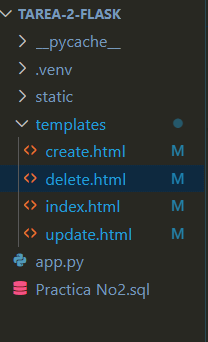 TAREA-2-FLASK
__pycache__
.venv
static
templates
create.html M
delete.html M
index.html M
update.html M
app.py
Practica No2.sql